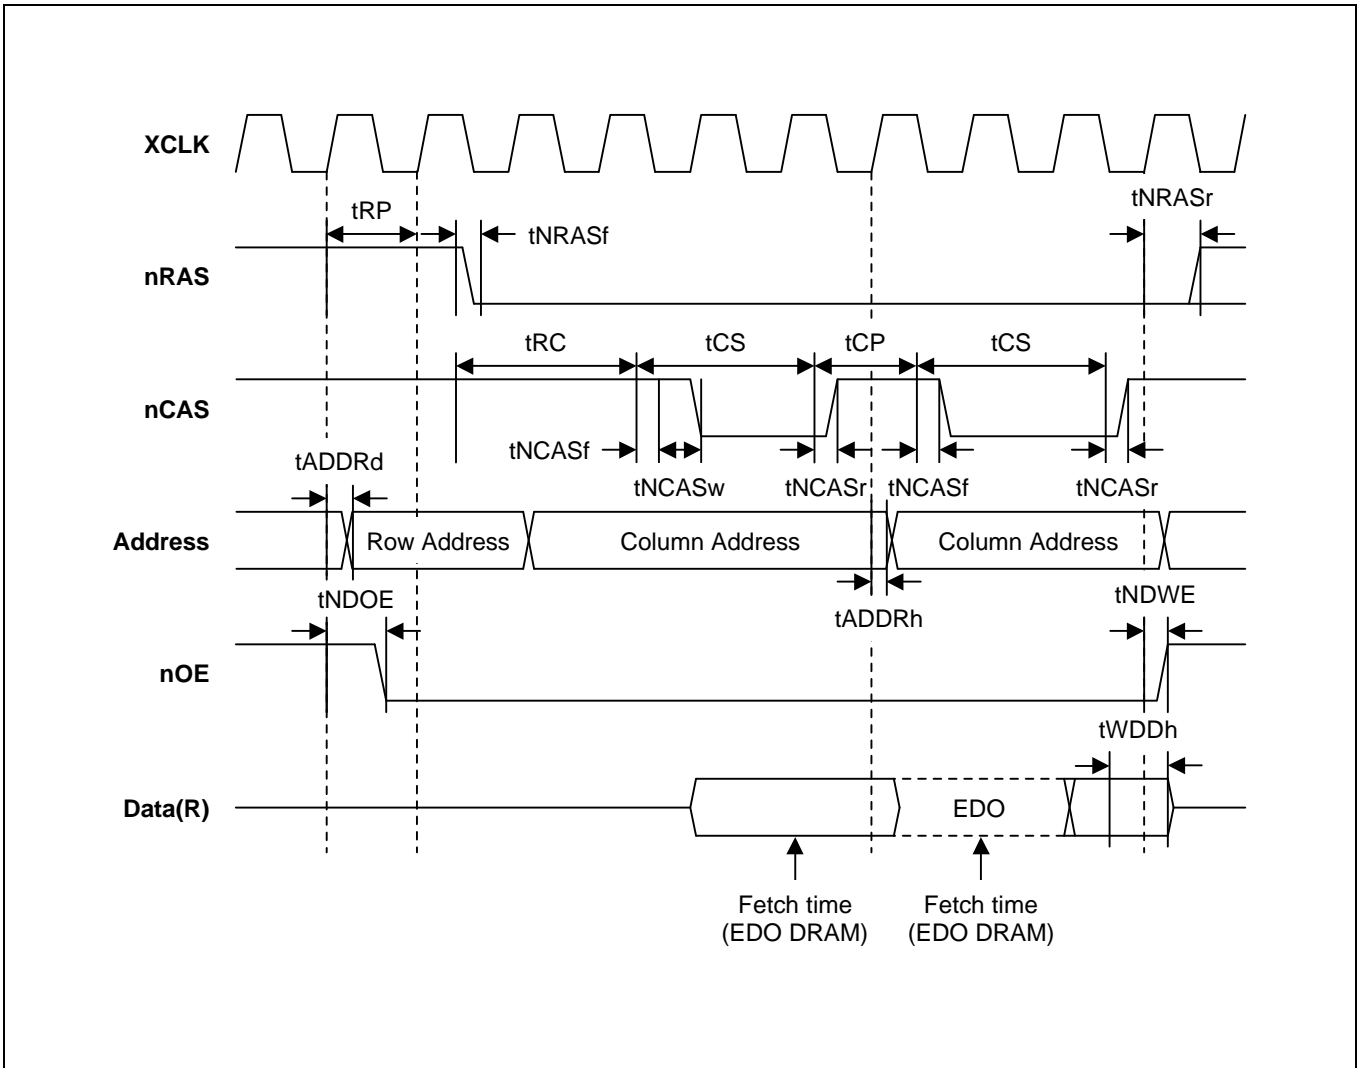 XCLK
tNRASr
tRP
tNRASf
nRAS
tRC tCS tCP tCS
nCAS
tNCASf
tADDRd
tNCASw tNCASr tNCASf tNCASr
Address Row Address Column Address Column Address
tNDOE tNDWE
tADDRh
nOE
tWDDh
Data(R) EDO
Fetch time Fetch time
(EDO DRAM) (EDO DRAM)